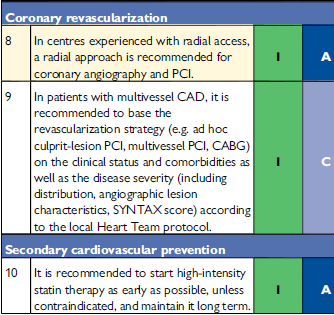 Coronary revascularization
8 In centres experienced with radial access, I A
a radial approach is recommended for
coronary angiography and PCI.
9 In patients with multivessel CAD, it is I C
recommended to base the
revascularization strategy (e.g. ad hoc
culprit-lesion PCI, multivessel PCI, CABG)
on the clinical status and comorbidities as
well as the disease severity (including
distribution, angiographic lesion
characteristics, SYNTAX score) according
to the local Heart Team protocol.
Secondary cardiovascular prevention
10 It is recommended to start high-intensity I A
statin therapy as early as possible, unless
contraindicated, and maintain it long term.